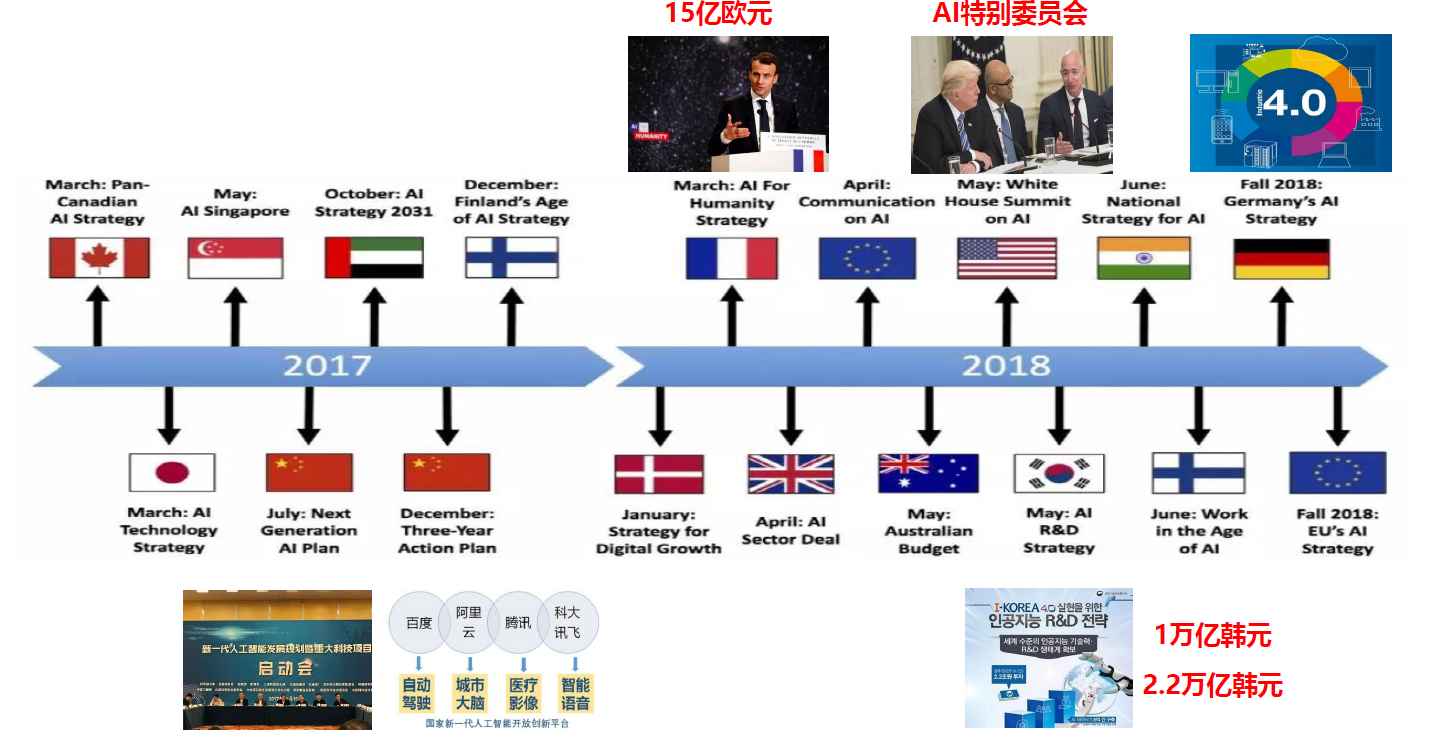 15亿欧元
AI特别委员会
HUMANITY
Industrie
4.0
March: Pan-
Canadian
AI Strategy
May:
AI Singapore
October: AI
Strategy 2031
December:
Finland's Age
of AI Strategy
March: AI For
Humanity
Strategy
April:
Communication
on AI
May: White
House Summit
on AI
June:
National
Strategy for AI
Fall 2018:
Germany's AI
Strategy
2017
2018
March: AI
Technology
Strategy
July: Next
Generation
AI Plan
December:
Three-Year
Action Plan
January:
Strategy for
Digital Growth
April: AI
Sector Deal
May:
Australian
Budget
May: AI
R&D
Strategy
June: Work
in the Age
of AI
Fall 2018:
EU's AI
Strategy
新一代人工智能发展规划暨重大科技项目
启动会
百度
阿里
云
腾讯
科大
讯飞
自动
驾驶
城市
大脑
医疗
影像
智能
语音
国家新一代人工智能开放创新平台
I-KOREA 4.0 실현을 위한
인공지능 R&D 전략
세계 수준의 인공지능 기술력·
R&D 생태계 확보
2.2조원 투자
1万亿韩元
2.2万亿韩元